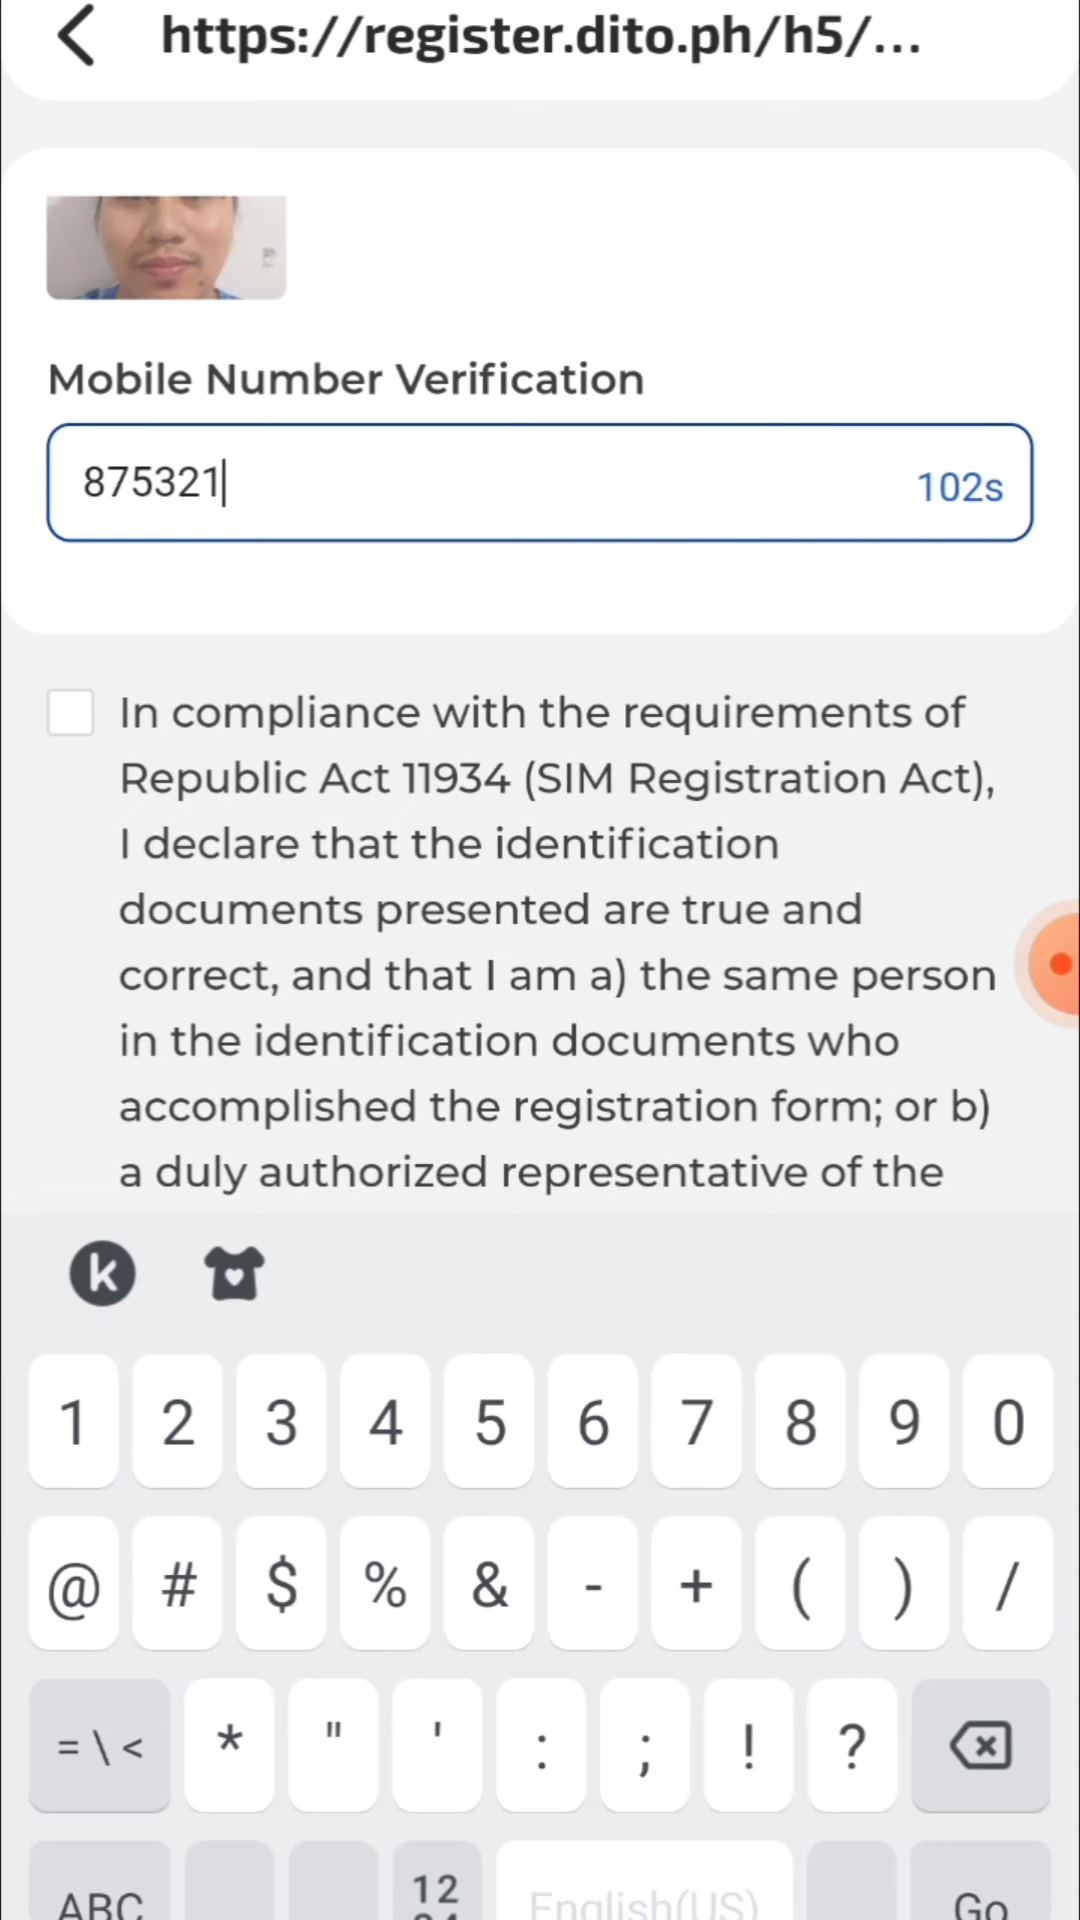 https://register.dito.ph/h5/...
Mobile Number Verification
875321
102s
In compliance with the requirements of
Republic Act 11934 (SIM Registration Act),
I declare that the identification
documents presented are true and
correct, and that I am a) the same person
in the identification documents who
accomplished the registration form; or b)
a duly authorized representative of the
k
1 2 3 4 5 6 7 8 9 0
@ # $ % & - + ( ) /
= \ < * " ' : ; ! ?
ABC 12 English(US) Go